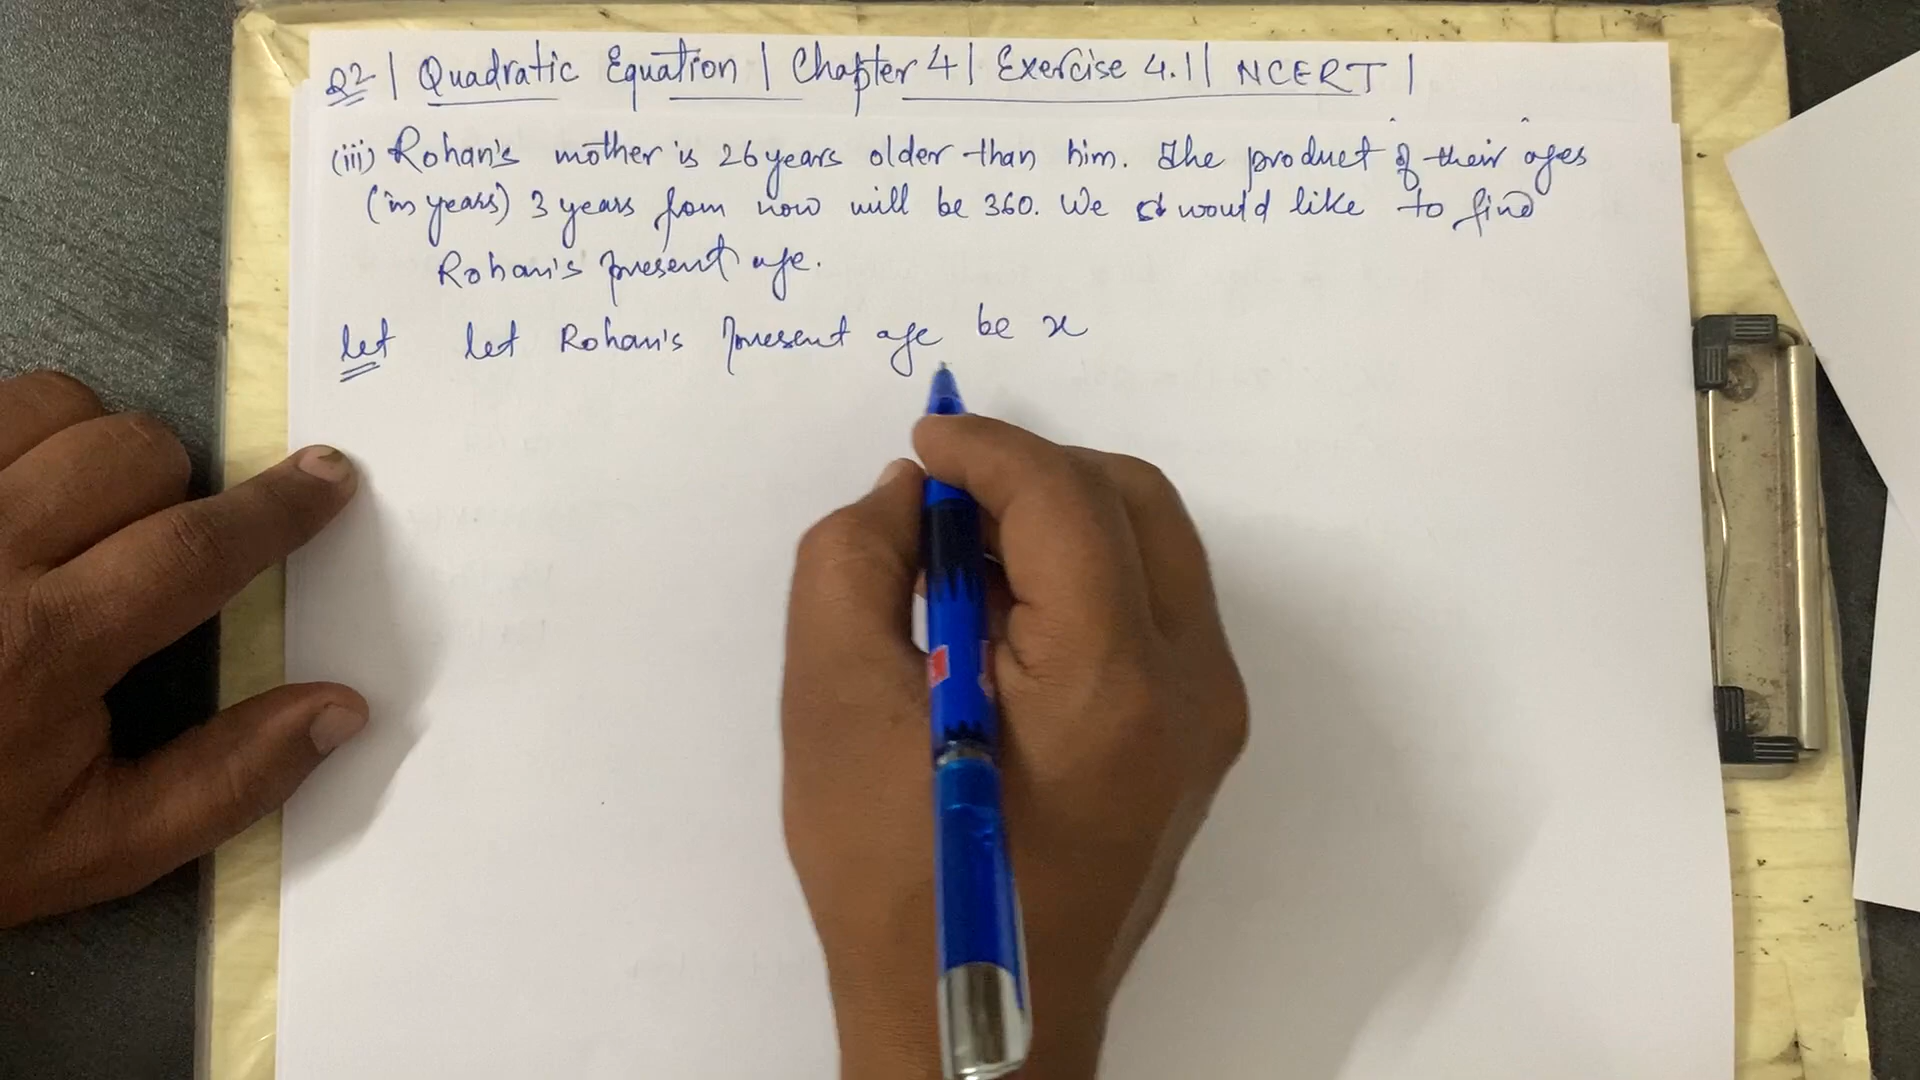 Q2 | Quadratic Equation | Chapter 4 | Exercise 4.1 | NCERT |
(iii) Rohan's mother is 26 years older than him. The product of their ages
(in years) 3 years from now will be 360. We would like to find
Rohan's present age.
let let Rohan's present age be x